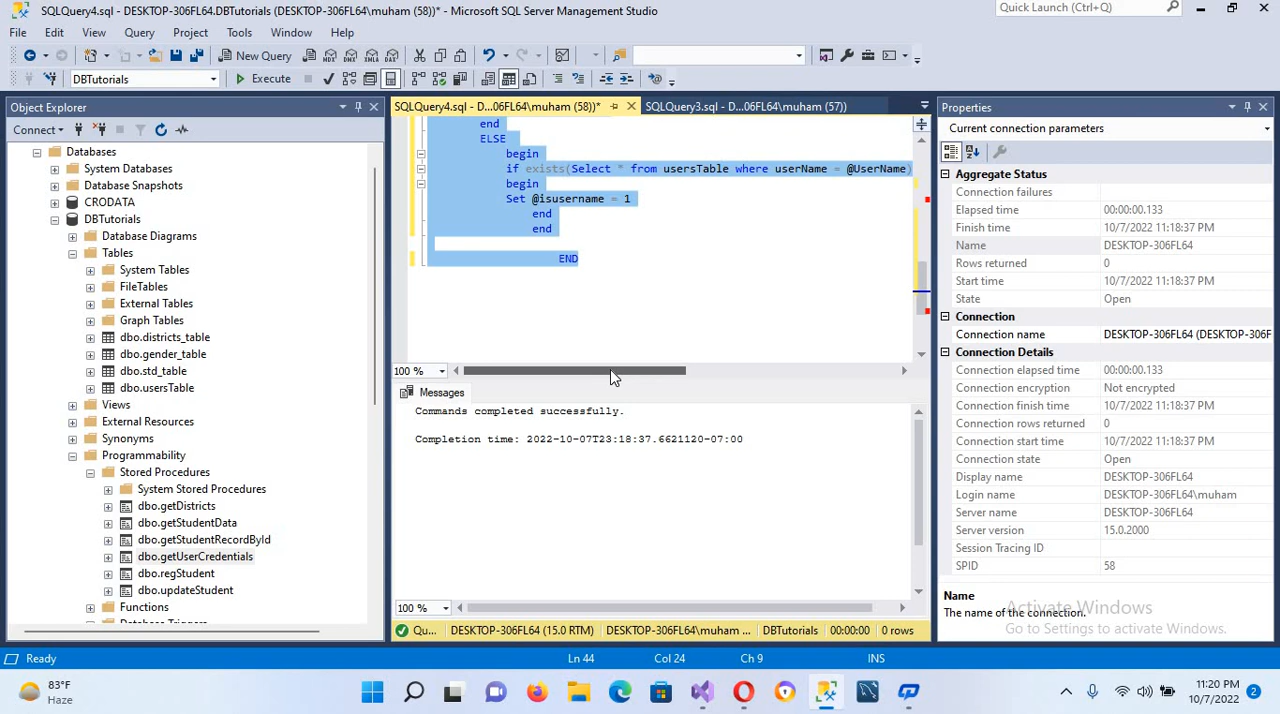 SQLQuery4.sql - DESKTOP-306FL64.DBTutorials (DESKTOP-306FL64\muham (58))* - Microsoft SQL Server Management Studio
Quick Launch (Ctrl+Q)
File Edit View Query Project Tools Window Help
New Query
MDX DMX XMLA DAX
DBTutorials Execute
Object Explorer
Connect
Databases
System Databases
Database Snapshots
CRODATA
DBTutorials
Database Diagrams
Tables
System Tables
FileTables
External Tables
Graph Tables
dbo.districts_table
dbo.gender_table
dbo.std_table
dbo.usersTable
Views
External Resources
Synonyms
Programmability
Stored Procedures
System Stored Procedures
dbo.getDistricts
dbo.getStudentData
dbo.getStudentRecordById
dbo.getUserCredentials
dbo.regStudent
dbo.updateStudent
Functions
Database Triggers
SQLQuery4.sql - D...06FL64\muham (58))* SQLQuery3.sql - D...06FL64\muham (57))
end
ELSE
begin
if exists(Select * from usersTable where userName = @UserName)
begin
Set @isusername = 1
end
end
END
100 %
Messages
Commands completed successfully.
Completion time: 2022-10-07T23:18:37.6621120-07:00
100 %
Qu... DESKTOP-306FL64 (15.0 RTM) DESKTOP-306FL64\muham ... DBTutorials 00:00:00 0 rows
Properties
Current connection parameters
Aggregate Status
Connection failures
Elapsed time 00:00:00.133
Finish time 10/7/2022 11:18:37 PM
Name DESKTOP-306FL64
Rows returned 0
Start time 10/7/2022 11:18:37 PM
State Open
Connection
Connection name DESKTOP-306FL64 (DESKTOP-306F
Connection Details
Connection elapsed time 00:00:00.133
Connection encryption Not encrypted
Connection finish time 10/7/2022 11:18:37 PM
Connection rows returned 0
Connection start time 10/7/2022 11:18:37 PM
Connection state Open
Display name DESKTOP-306FL64
Login name DESKTOP-306FL64\muham
Server name DESKTOP-306FL64
Server version 15.0.2000
Session Tracing ID
SPID 58
Name
The name of the connection.
Activate Windows
Go to Settings to activate Windows.
Ready Ln 44 Col 24 Ch 9 INS
83°F
Haze
11:20 PM
10/7/2022
2